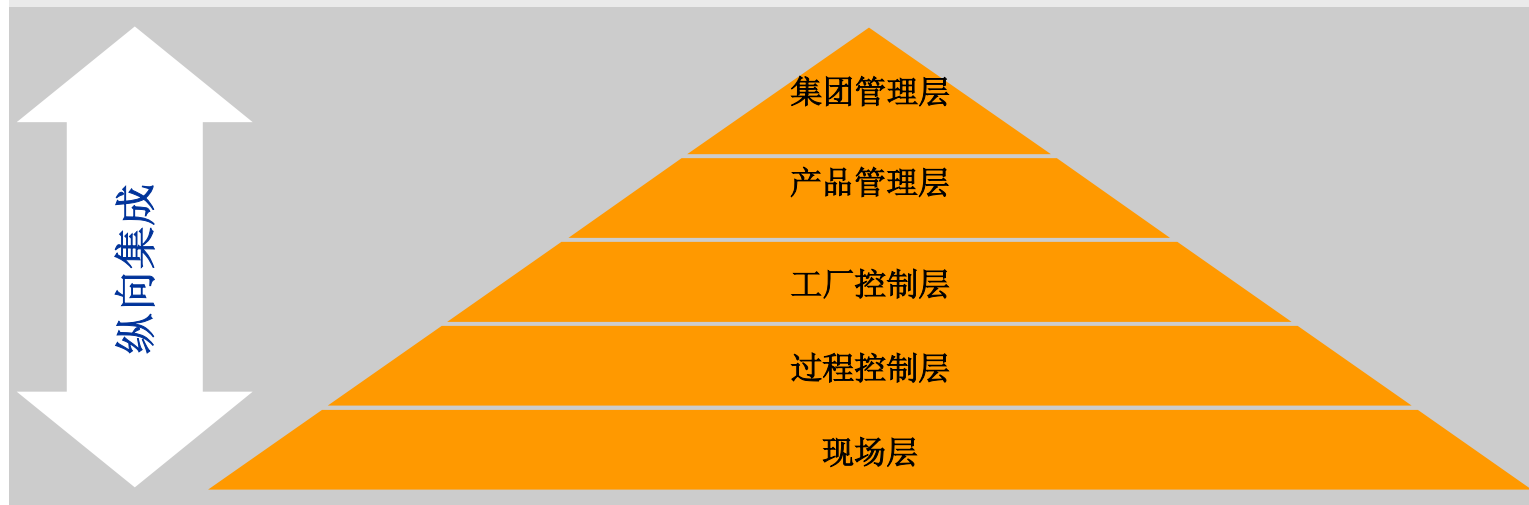 纵向集成
集团管理层
产品管理层
工厂控制层
过程控制层
现场层